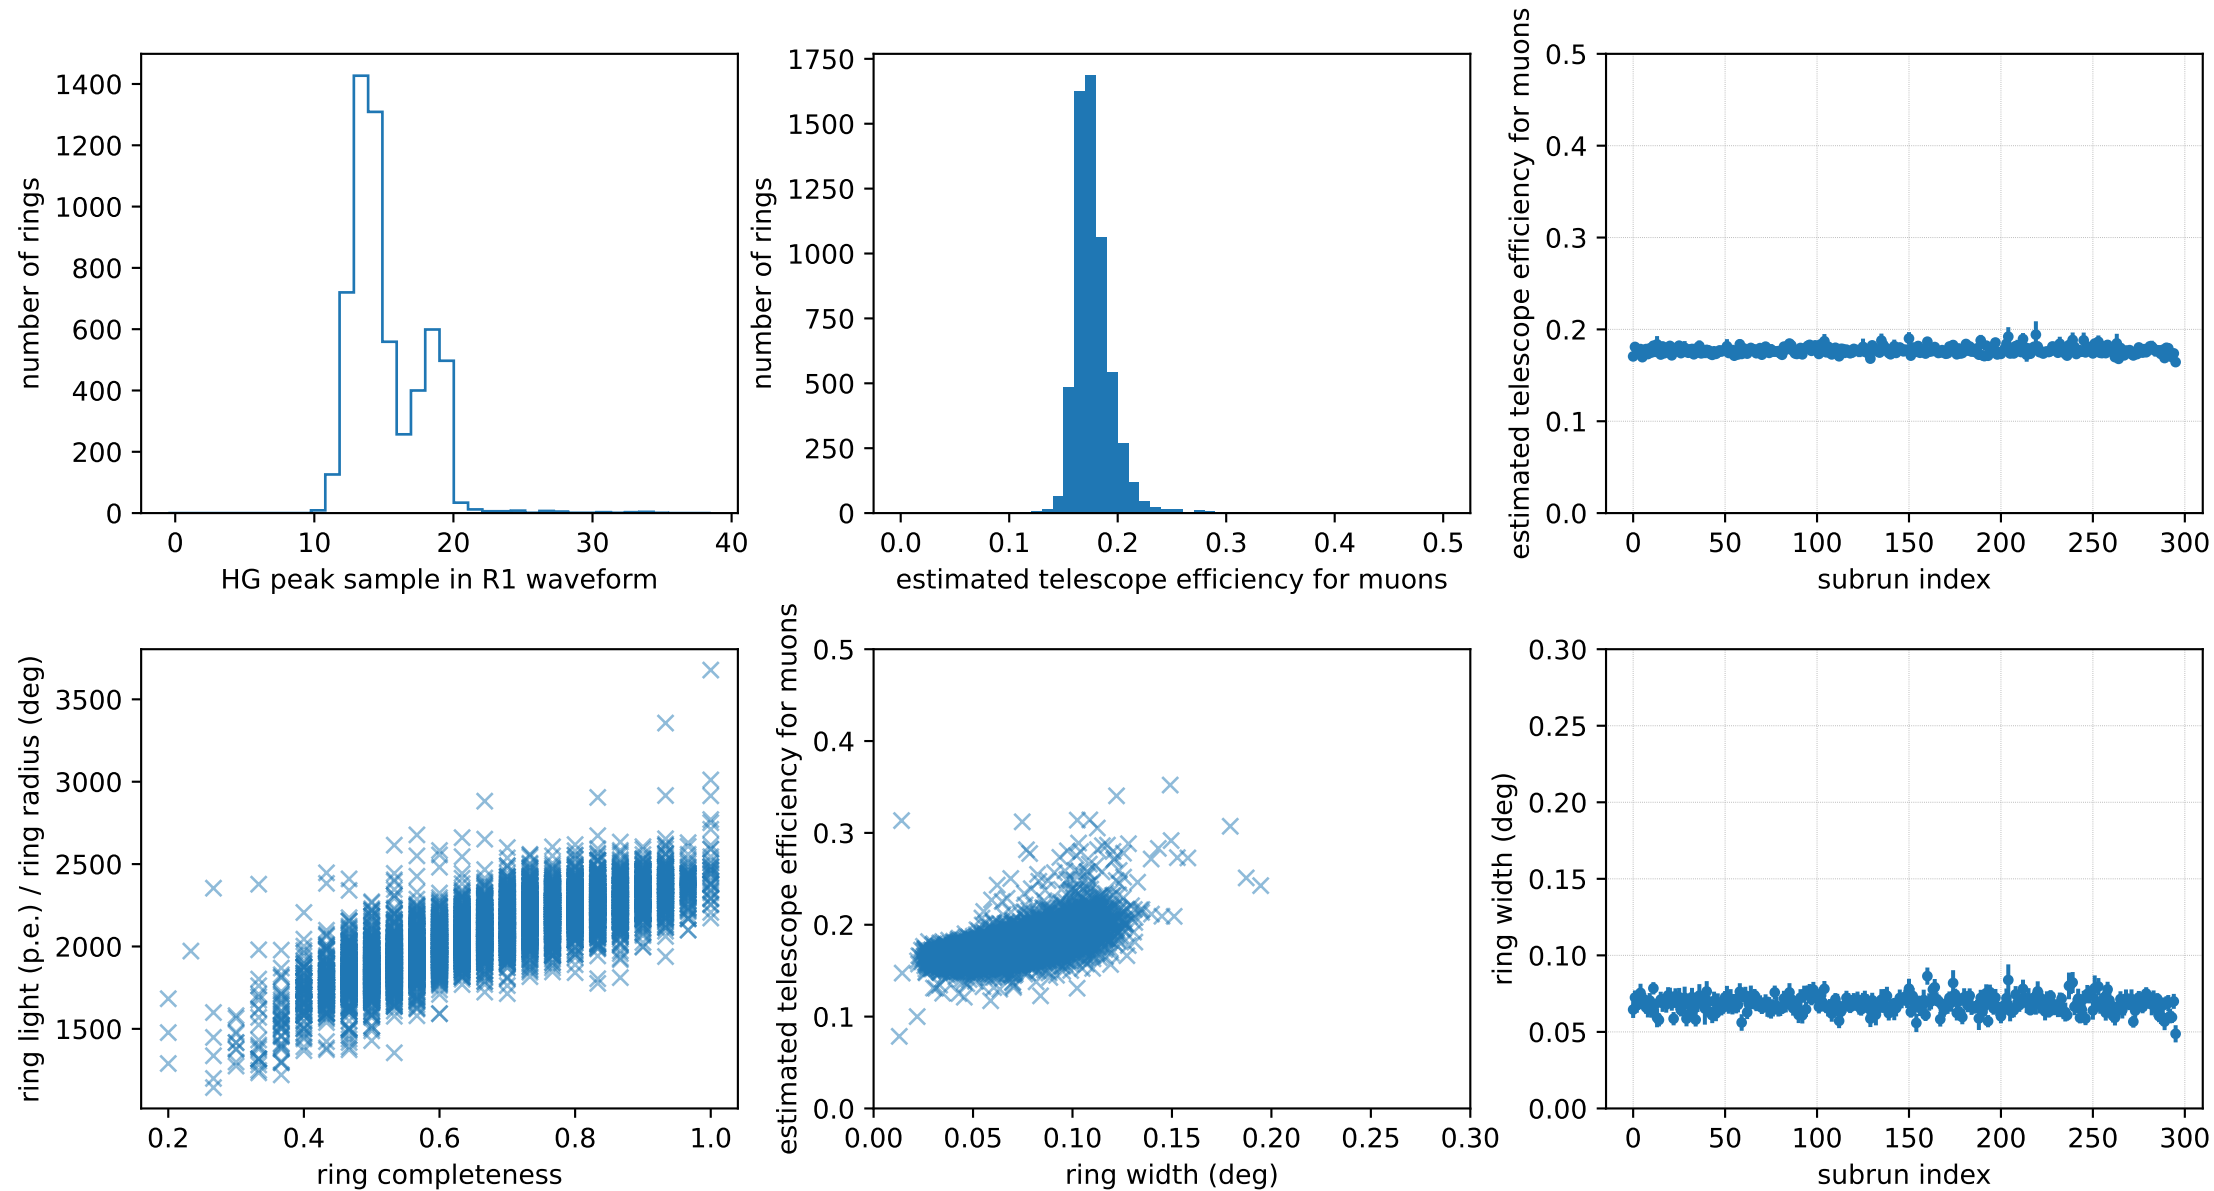 1400
1200
1000
800
600
400
200
0
number of rings
0 10 20 30 40
HG peak sample in R1 waveform
1750
1500
1250
1000
750
500
250
0
number of rings
0.0 0.1 0.2 0.3 0.4 0.5
estimated telescope efficiency for muons
0.5
0.4
0.3
0.2
0.1
0.0
estimated telescope efficiency for muons
0 50 100 150 200 250 300
subrun index
3500
3000
2500
2000
1500
ring light (p.e.) / ring radius (deg)
0.2 0.4 0.6 0.8 1.0
ring completeness
0.5
0.4
0.3
0.2
0.1
0.0
estimated telescope efficiency for muons
0.00 0.05 0.10 0.15 0.20 0.25 0.30
ring width (deg)
0.30
0.25
0.20
0.15
0.10
0.05
0.00
ring width (deg)
0 50 100 150 200 250 300
subrun index